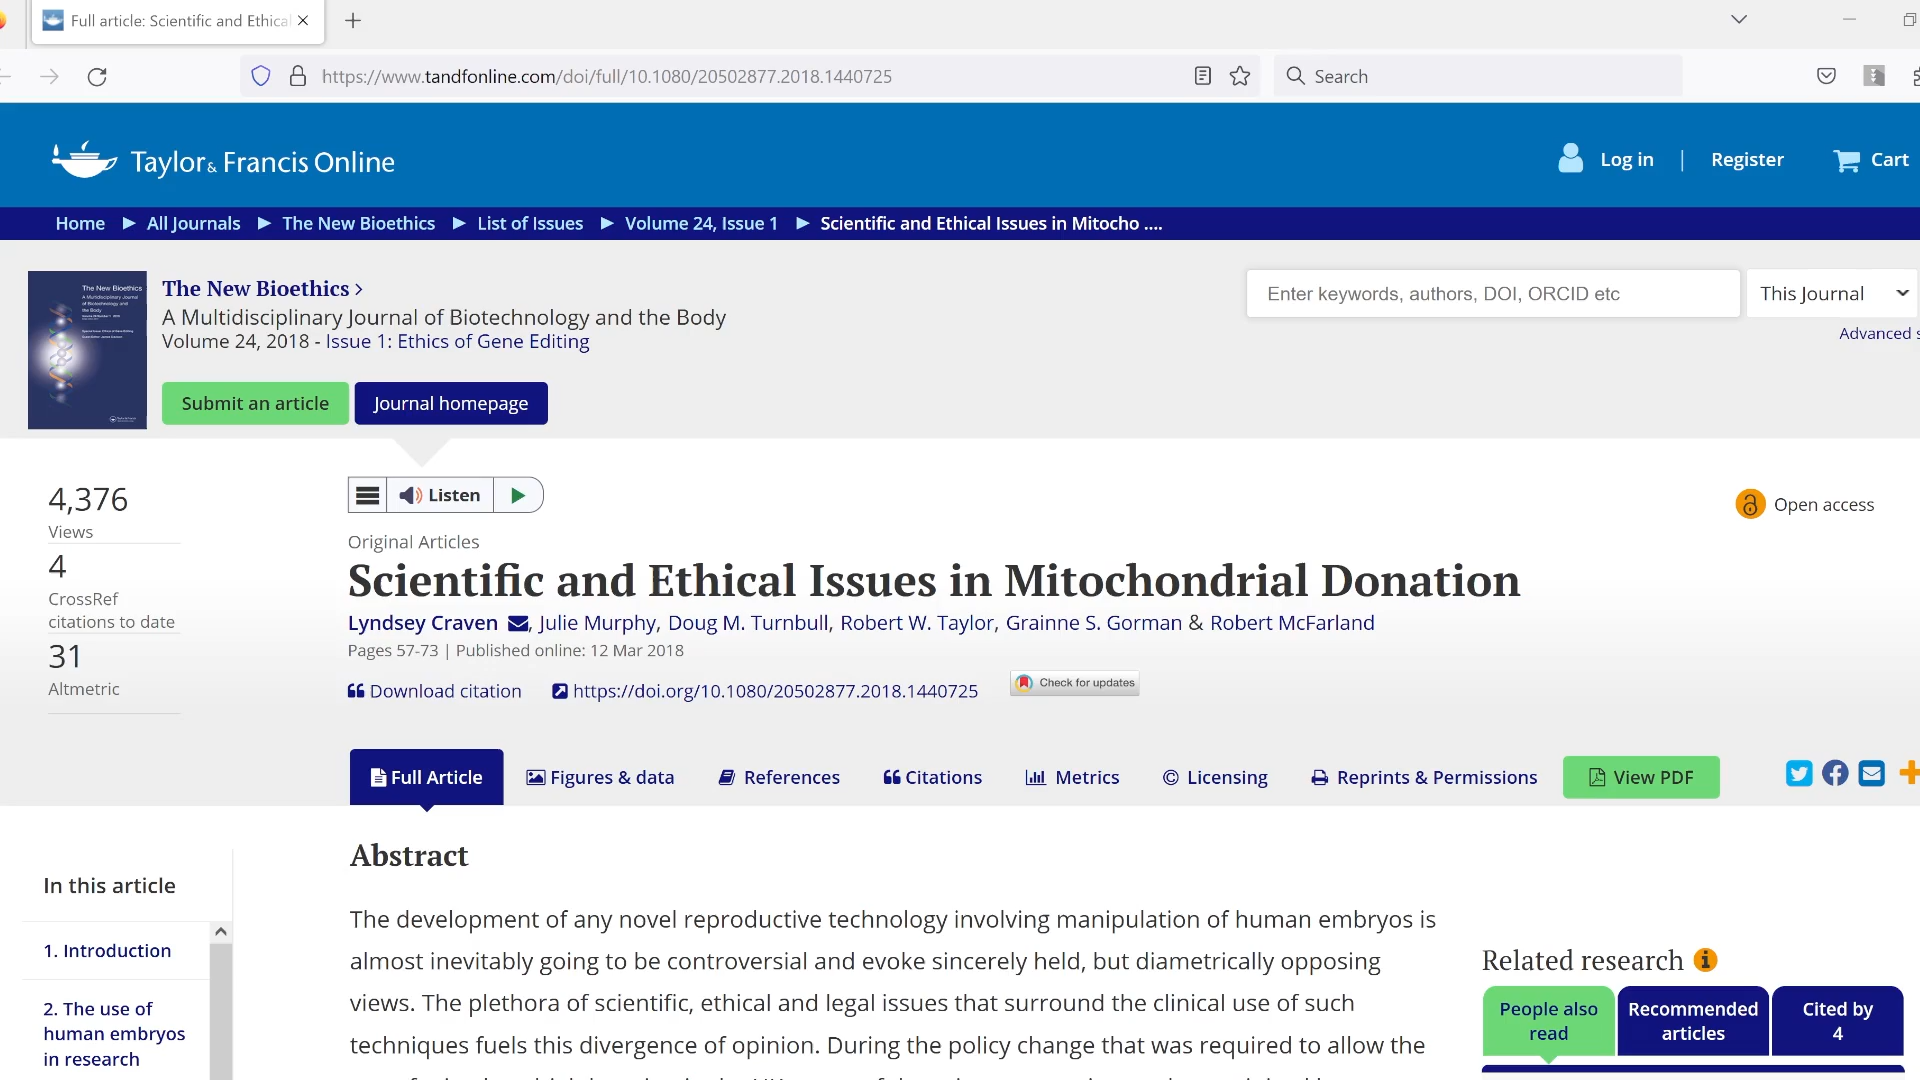 Full article: Scientific and Ethical
https://www.tandfonline.com/doi/full/10.1080/20502877.2018.1440725
Search
Taylor & Francis Online
Log in | Register
Cart
Home ▶ All Journals ▶ The New Bioethics ▶ List of Issues ▶ Volume 24, Issue 1 ▶ Scientific and Ethical Issues in Mitocho ....
The New Bioethics
The New Bioethics >
A Multidisciplinary Journal of Biotechnology and the Body
Volume 24, 2018 - Issue 1: Ethics of Gene Editing
Enter keywords, authors, DOI, ORCID etc
This Journal
Advanced s
Submit an article
Journal homepage
4,376
Views
4
CrossRef
citations to date
31
Altmetric
Listen
Open access
Original Articles
Scientific and Ethical Issues in Mitochondrial Donation
Lyndsey Craven, Julie Murphy, Doug M. Turnbull, Robert W. Taylor, Grainne S. Gorman & Robert McFarland
Pages 57-73 | Published online: 12 Mar 2018
Download citation
https://doi.org/10.1080/20502877.2018.1440725
Check for updates
Full Article
Figures & data
References
Citations
Metrics
Licensing
Reprints & Permissions
View PDF
In this article
1. Introduction
2. The use of
human embryos
in research
Abstract
The development of any novel reproductive technology involving manipulation of human embryos is
almost inevitably going to be controversial and evoke sincerely held, but diametrically opposing
views. The plethora of scientific, ethical and legal issues that surround the clinical use of such
techniques fuels this divergence of opinion. During the policy change that was required to allow the
Related research
People also
read
Recommended
articles
Cited by
4